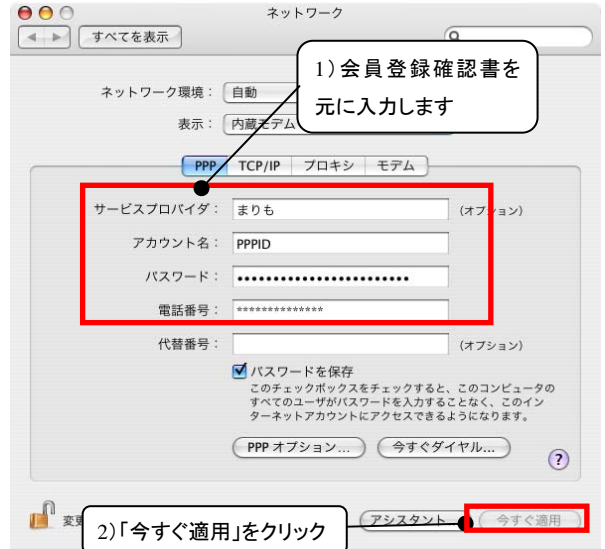 ネットワーク
すべてを表示
1）会員登録確認書を
元に入力します
ネットワーク環境： 自動
表示： 内蔵モデム
PPP TCP/IP プロキシ モデム
サービスプロバイダ： まりも (オプション)
アカウント名： PPPID
パスワード： ••••••••••••••••••••••••
電話番号： **************
代替番号： (オプション)
パスワードを保存
このチェックボックスをチェックすると、このコンピュータの
すべてのユーザがパスワードを入力することなく、このイン
ターネットアカウントにアクセスできるようになります。
PPP オプション... 今すぐダイヤル... ?
変
2）「今すぐ適用」をクリック
アシスタント 今すぐ適用